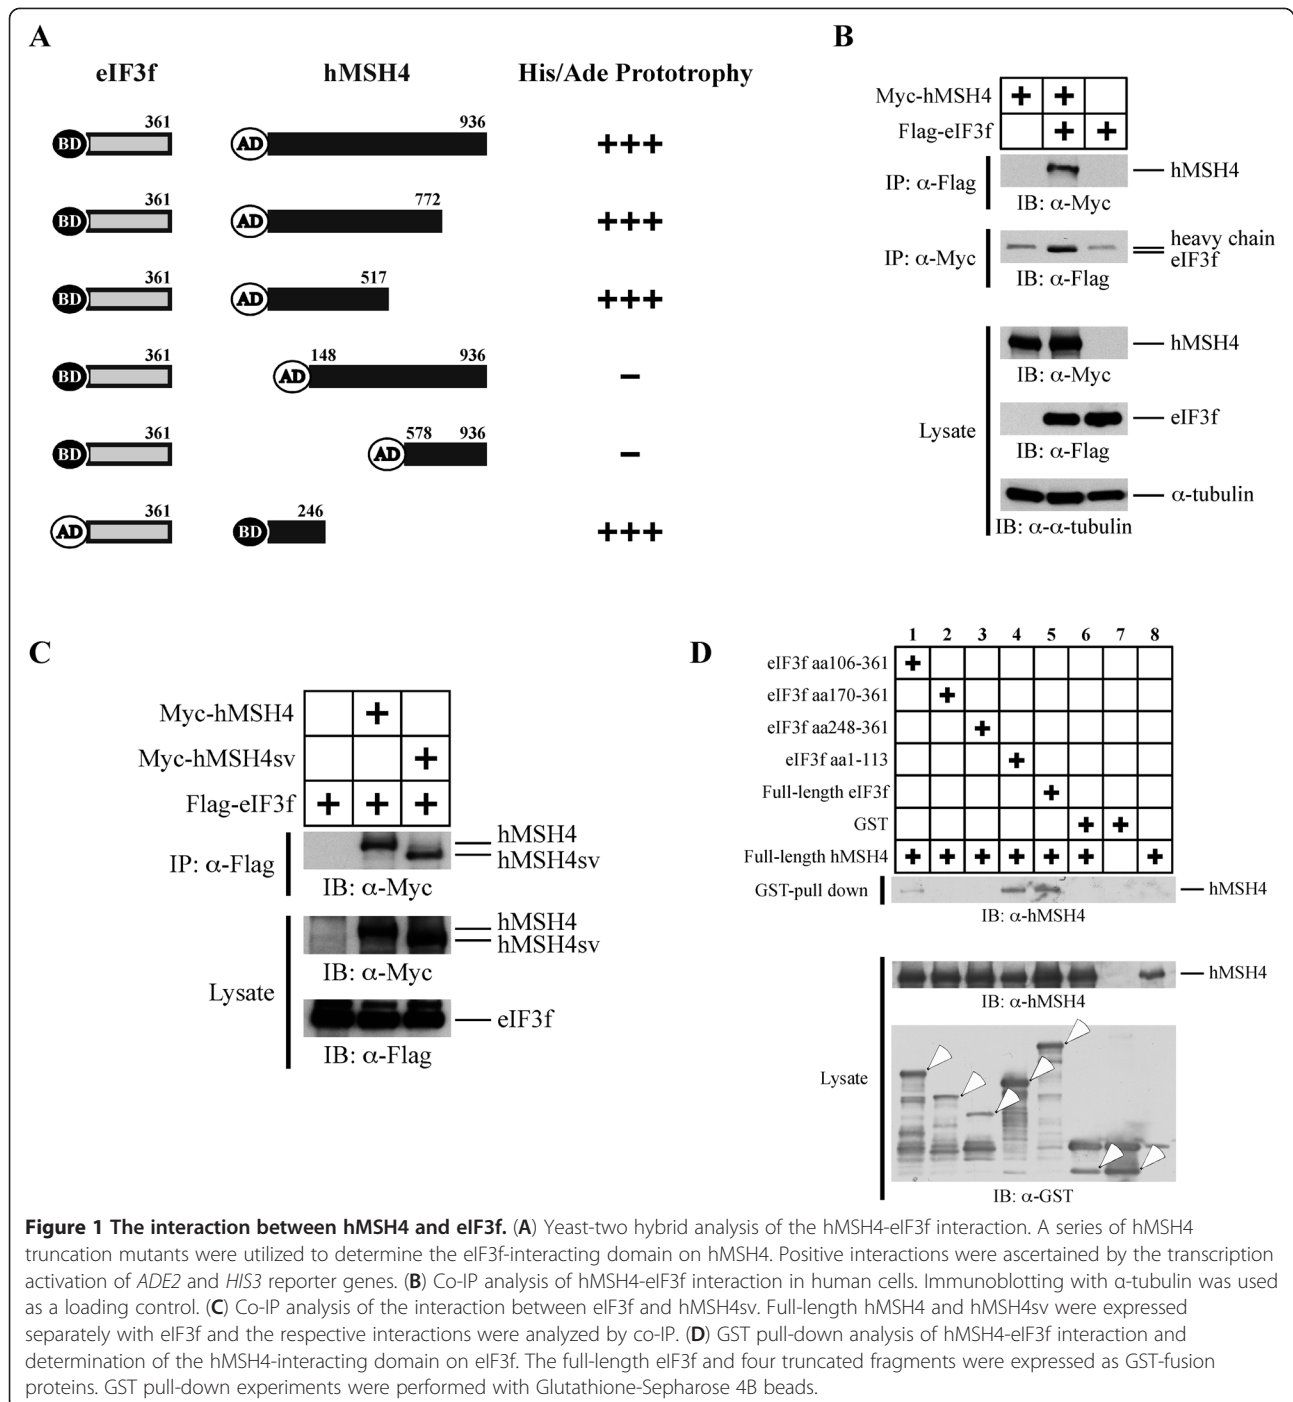 A
eIF3f hMSH4 His/Ade Prototrophy
BD 361 AD 936 +++
BD 361 AD 772 +++
BD 361 AD 517 +++
BD 361 AD 148 936 −
BD 361 AD 578 936 −
AD 361 BD 246 +++
B
Myc-hMSH4 + +
Flag-eIF3f + +
IP: α-Flag hMSH4
IB: α-Myc
IP: α-Myc heavy chain
eIF3f
IB: α-Flag
hMSH4
IB: α-Myc
Lysate eIF3f
IB: α-Flag
α-tubulin
IB: α-α-tubulin
C
Myc-hMSH4 +
Myc-hMSH4sv +
Flag-eIF3f + + +
IP: α-Flag hMSH4
hMSH4sv
IB: α-Myc
hMSH4
hMSH4sv
IB: α-Myc
Lysate
eIF3f
IB: α-Flag
D
1 2 3 4 5 6 7 8
eIF3f aa106-361 +
eIF3f aa170-361 +
eIF3f aa248-361 +
eIF3f aa1-113 +
Full-length eIF3f +
GST + +
Full-length hMSH4 + + + + + + +
GST-pull down hMSH4
IB: α-hMSH4
hMSH4
IB: α-hMSH4
Lysate
IB: α-GST
Figure 1 The interaction between hMSH4 and eIF3f. (A) Yeast-two hybrid analysis of the hMSH4-eIF3f interaction. A series of hMSH4
truncation mutants were utilized to determine the eIF3f-interacting domain on hMSH4. Positive interactions were ascertained by the transcription
activation of ADE2 and HIS3 reporter genes. (B) Co-IP analysis of hMSH4-eIF3f interaction in human cells. Immunoblotting with α-tubulin was used
as a loading control. (C) Co-IP analysis of the interaction between eIF3f and hMSH4sv. Full-length hMSH4 and hMSH4sv were expressed
separately with eIF3f and the respective interactions were analyzed by co-IP. (D) GST pull-down analysis of hMSH4-eIF3f interaction and
determination of the hMSH4-interacting domain on eIF3f. The full-length eIF3f and four truncated fragments were expressed as GST-fusion
proteins. GST pull-down experiments were performed with Glutathione-Sepharose 4B beads.